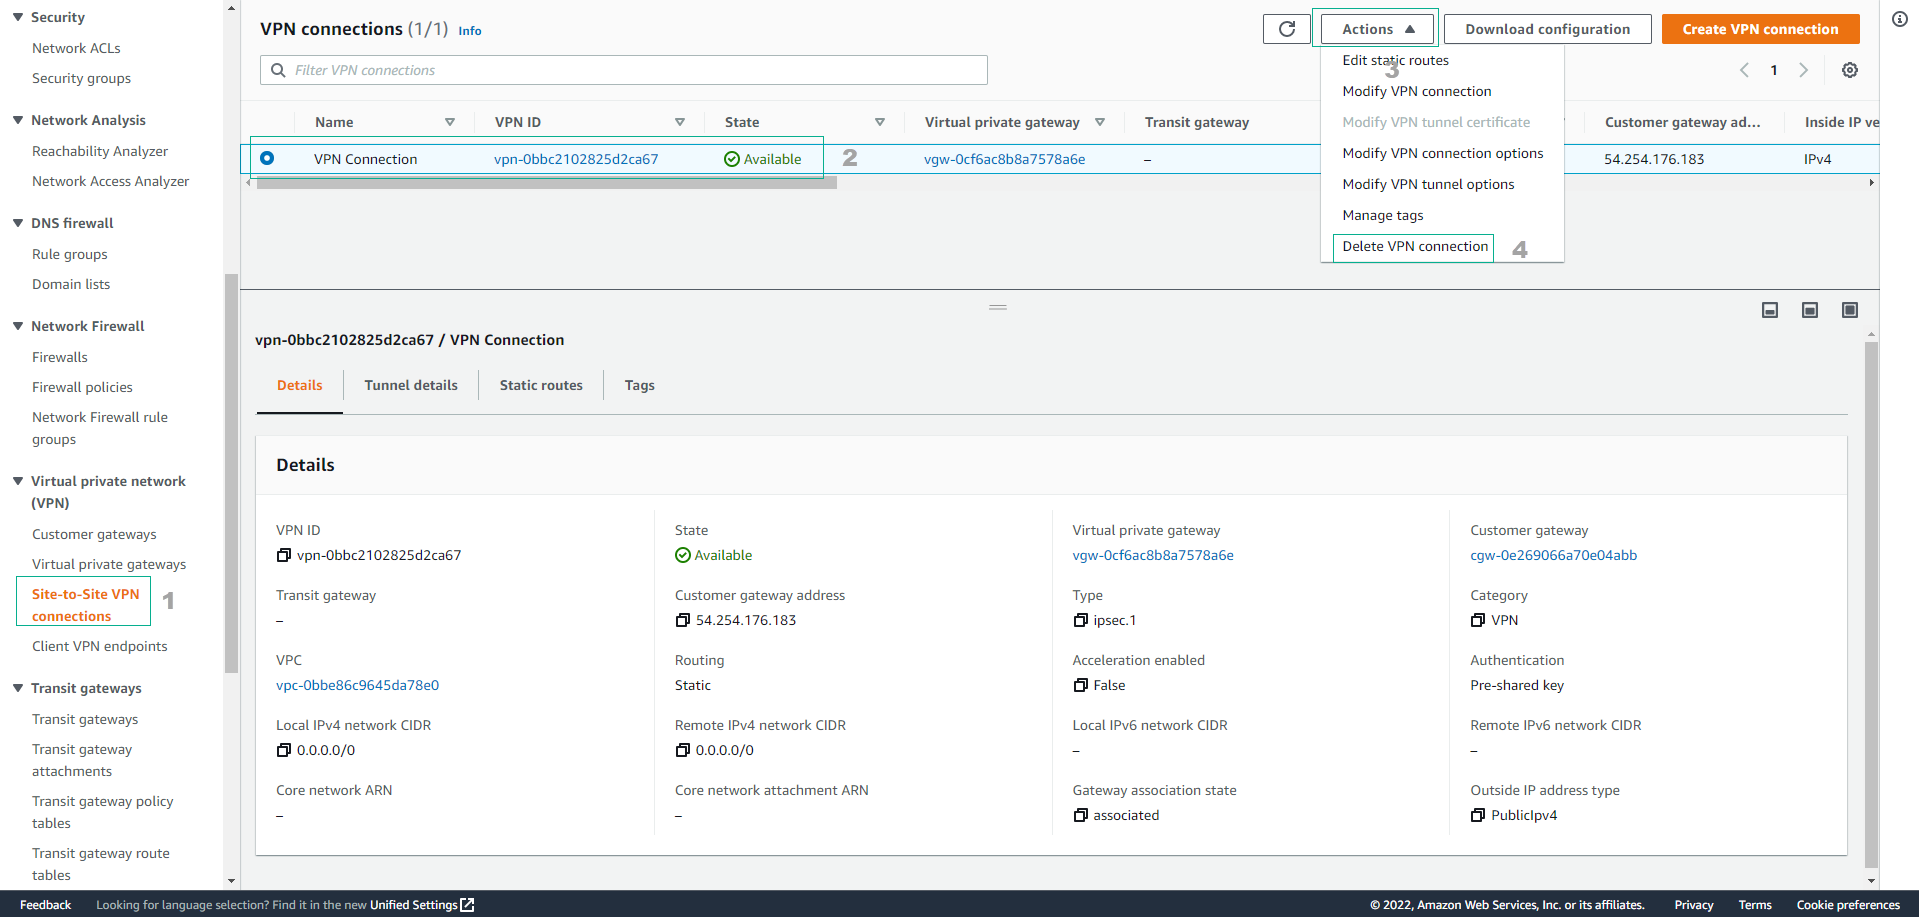 Security
Network ACLs
Security groups
Network Analysis
Reachability Analyzer
Network Access Analyzer
DNS firewall
Rule groups
Domain lists
Network Firewall
Firewalls
Firewall policies
Network Firewall rule
groups
Virtual private network
(VPN)
Customer gateways
Virtual private gateways
Site-to-Site VPN
connections
1
Client VPN endpoints
Transit gateways
Transit gateways
Transit gateway
attachments
Transit gateway policy
tables
Transit gateway route
tables
VPN connections (1/1) Info
Actions
Download configuration
Create VPN connection
Filter VPN connections
1
Edit static routes
3
Modify VPN connection
Modify VPN tunnel certificate
Modify VPN connection options
Modify VPN tunnel options
Manage tags
Delete VPN connection
4
Name VPN ID State Virtual private gateway Transit gateway Customer gateway ad... Inside IP ve
VPN Connection vpn-0bbc2102825d2ca67 Available 2 vgw-0cf6ac8b8a7578a6e – 54.254.176.183 IPv4
vpn-0bbc2102825d2ca67 / VPN Connection
Details Tunnel details Static routes Tags
Details
VPN ID State Virtual private gateway Customer gateway
vpn-0bbc2102825d2ca67 Available vgw-0cf6ac8b8a7578a6e cgw-0e269066a70e04abb
Transit gateway Customer gateway address Type Category
– 54.254.176.183 ipsec.1 VPN
VPC Routing Acceleration enabled Authentication
vpc-0bbe86c9645da78e0 Static False Pre-shared key
Local IPv4 network CIDR Remote IPv4 network CIDR Local IPv6 network CIDR Remote IPv6 network CIDR
0.0.0.0/0 0.0.0.0/0 – –
Core network ARN Core network attachment ARN Gateway association state Outside IP address type
– – associated PublicIpv4
Feedback Looking for language selection? Find it in the new Unified Settings © 2022, Amazon Web Services, Inc. or its affiliates. Privacy Terms Cookie preferences